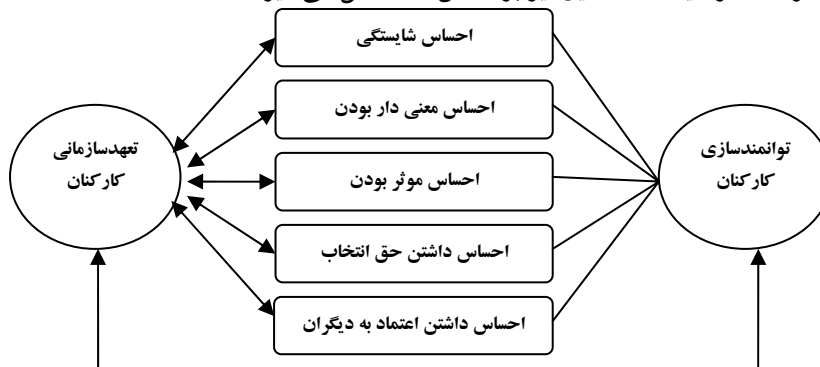 احساس شایستگی
احساس معنی دار بودن
احساس موثر بودن
احساس داشتن حق انتخاب
احساس داشتن اعتماد به دیگران
توانمندسازی
کارکنان
تعهدسازمانی
کارکنان